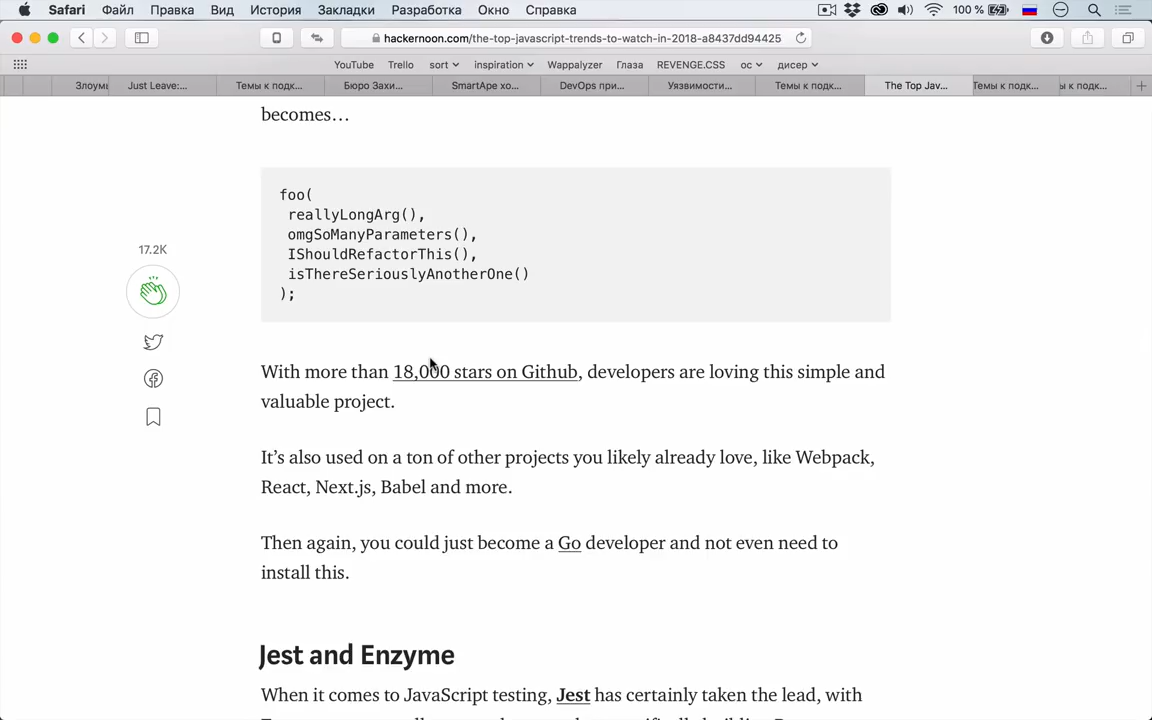 Safari Файл Правка Вид История Закладки Разработка Окно Справка 100 %
hackernoon.com/the-top-javascript-trends-to-watch-in-2018-a8437dd94425
YouTube Trello sort inspiration Wappalyzer Глаза REVENGE.CSS ос дисер
Злоумы Just Leave:... Темы к подк... Бюро Захи... SmartApe хо... DevOps при... Уязвимости... Темы к подк... The Top Jav... Темы к подк... ы к подк...
becomes…
foo(
reallyLongArg(),
omgSoManyParameters(),
IShouldRefactorThis(),
isThereSeriouslyAnotherOne()
);
17.2K
With more than 18,000 stars on Github, developers are loving this simple and
valuable project.
It’s also used on a ton of other projects you likely already love, like Webpack,
React, Next.js, Babel and more.
Then again, you could just become a Go developer and not even need to
install this.
Jest and Enzyme
When it comes to JavaScript testing, Jest has certainly taken the lead, with